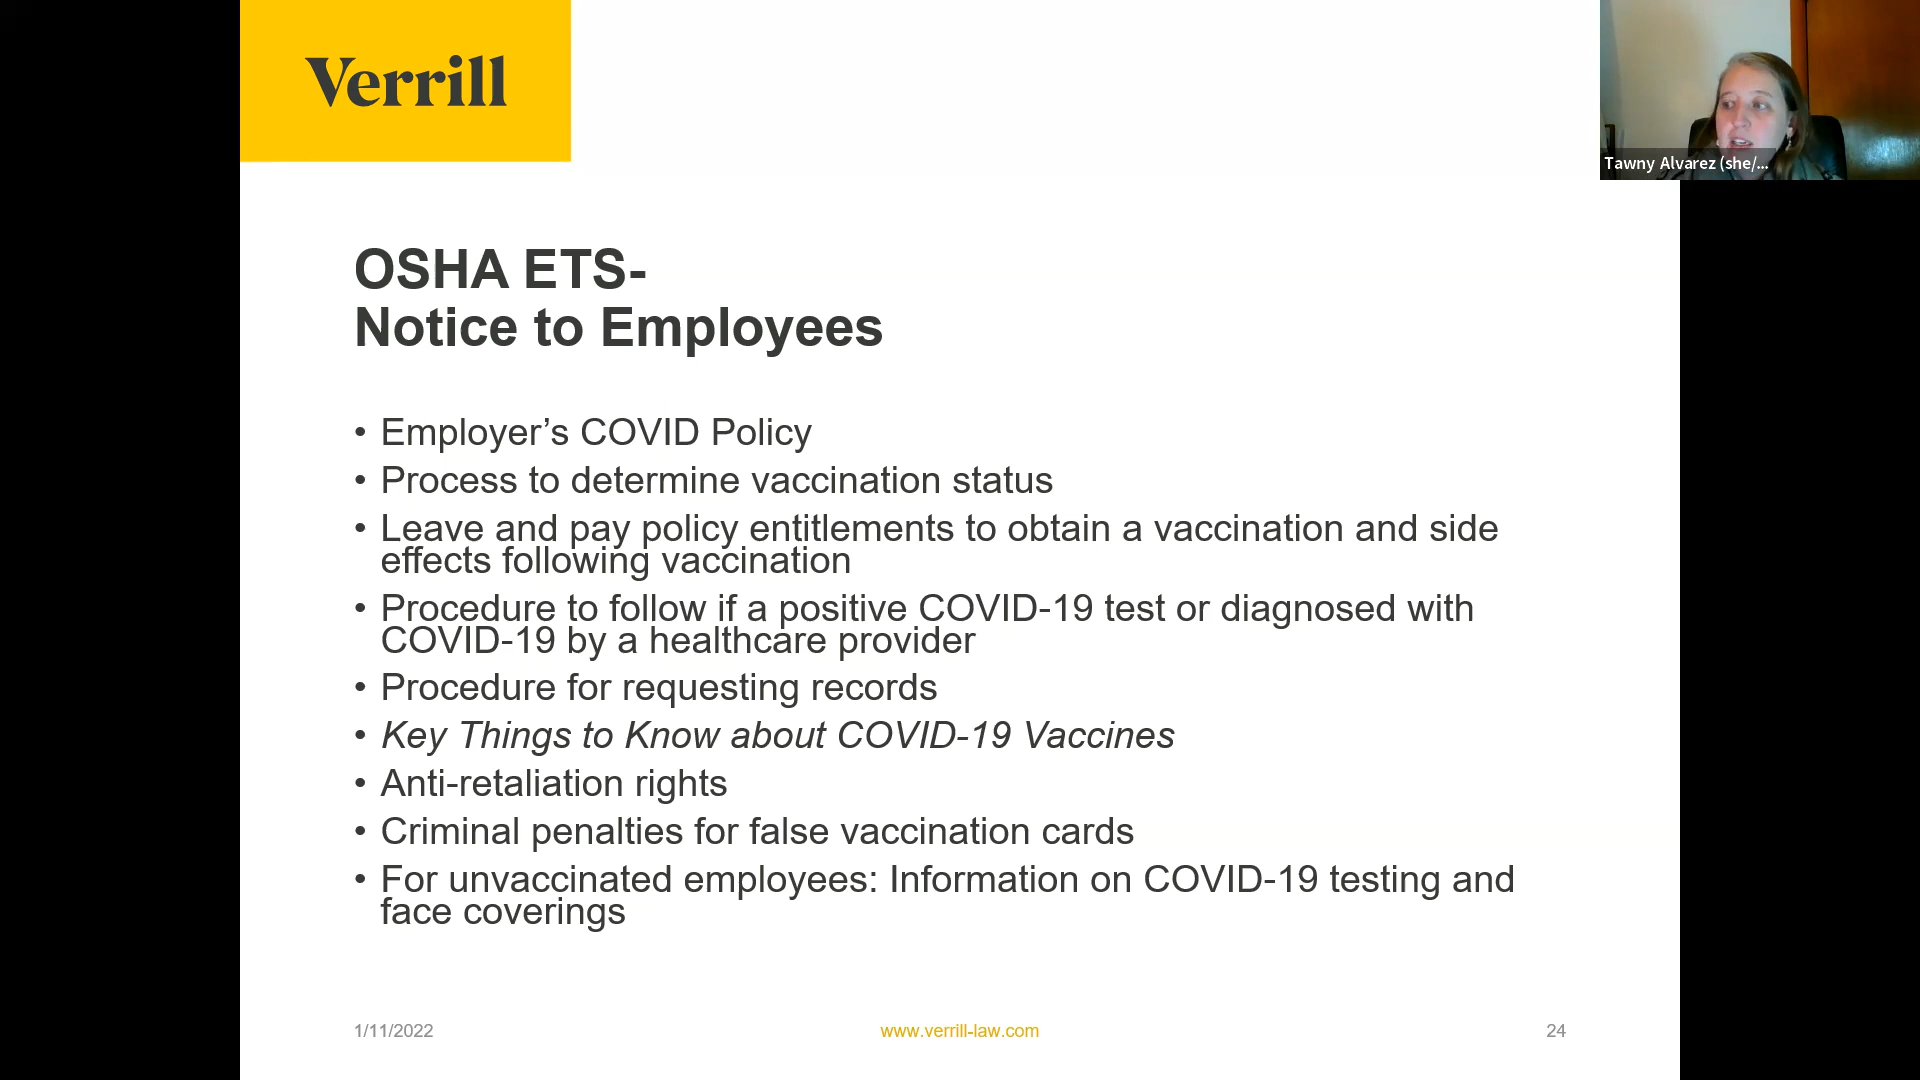 Verrill
Tawny Alvarez (she/...
OSHA ETS-
Notice to Employees
• Employer’s COVID Policy
• Process to determine vaccination status
• Leave and pay policy entitlements to obtain a vaccination and side
effects following vaccination
• Procedure to follow if a positive COVID-19 test or diagnosed with
COVID-19 by a healthcare provider
• Procedure for requesting records
• Key Things to Know about COVID-19 Vaccines
• Anti-retaliation rights
• Criminal penalties for false vaccination cards
• For unvaccinated employees: Information on COVID-19 testing and
face coverings
1/11/2022
www.verrill-law.com
24